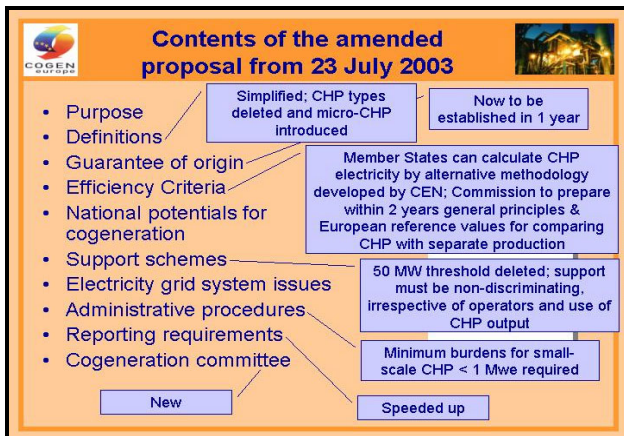 COGEN
europe
Contents of the amended
proposal from 23 July 2003
Simplified; CHP types
deleted and micro-CHP
introduced
Now to be
established in 1 year
• Purpose
• Definitions
• Guarantee of origin
• Efficiency Criteria
• National potentials for
cogeneration
• Support schemes
• Electricity grid system issues
• Administrative procedures
• Reporting requirements
• Cogeneration committee
Member States can calculate CHP
electricity by alternative methodology
developed by CEN; Commission to prepare
within 2 years general principles &
European reference values for comparing
CHP with separate production
50 MW threshold deleted; support
must be non-discriminating,
irrespective of operators and use of
CHP output
Minimum burdens for small-
scale CHP < 1 Mwe required
New
Speeded up